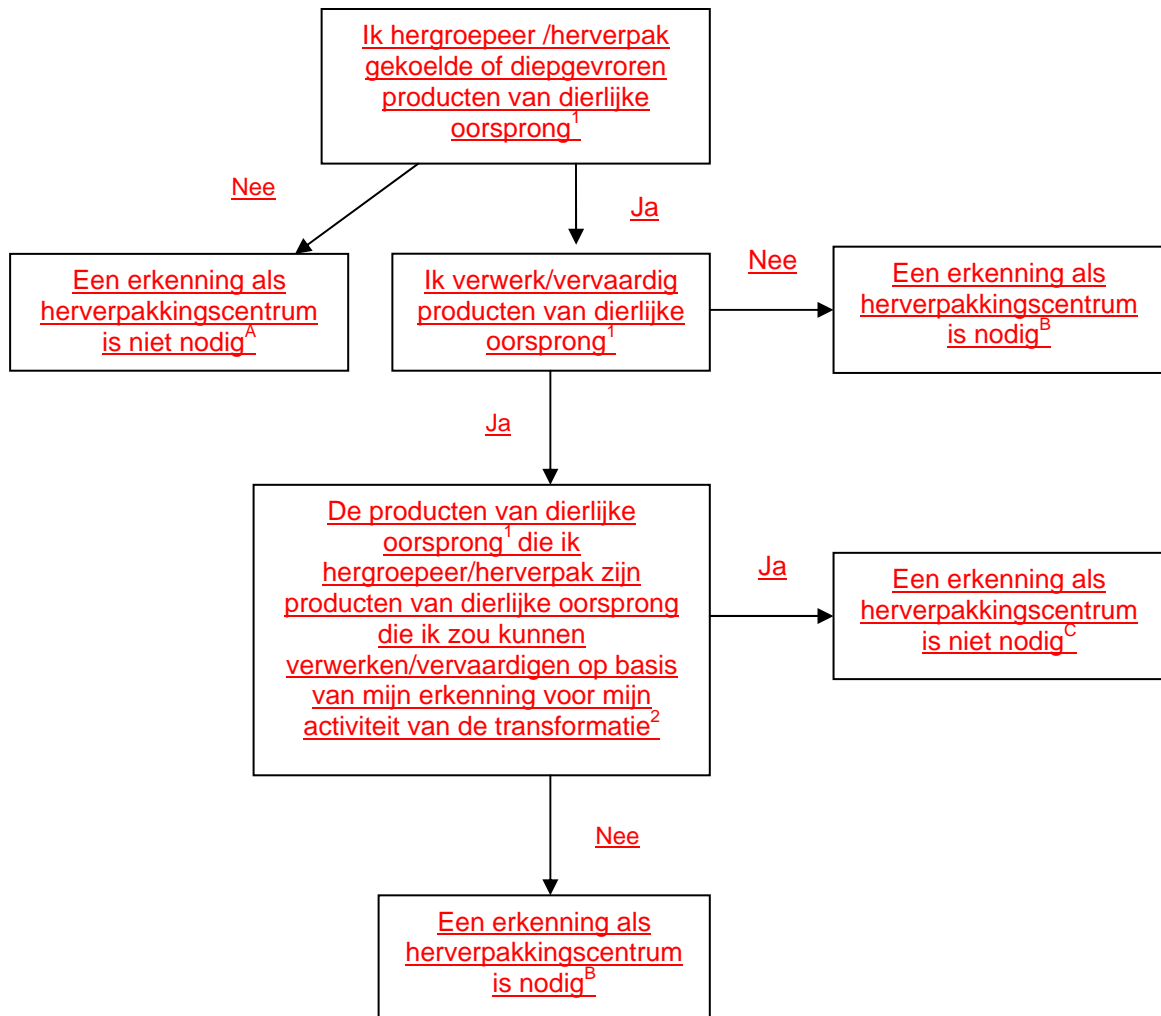 Ik hergroepeer /herverpak
gekoelde of diepgevroren
producten van dierlijke
oorsprong¹
Nee
Ja
Een erkenning als
herverpakkingscentrum
is niet nodigᴬ
Ik verwerk/vervaardig
producten van dierlijke
oorsprong¹
Nee
Een erkenning als
herverpakkingscentrum
is nodigᴮ
Ja
De producten van dierlijke
oorsprong¹ die ik
hergroepeer/herverpak zijn
producten van dierlijke oorsprong
die ik zou kunnen
verwerken/vervaardigen op basis
van mijn erkenning voor mijn
activiteit van de transformatie²
Ja
Een erkenning als
herverpakkingscentrum
is niet nodigC
Nee
Een erkenning als
herverpakkingscentrum
is nodigᴮ